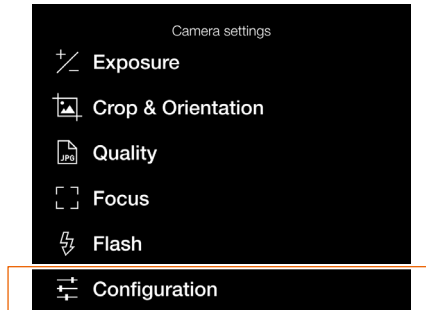 Camera settings
+/- Exposure
Crop & Orientation
JPG Quality
Focus
Flash
Configuration